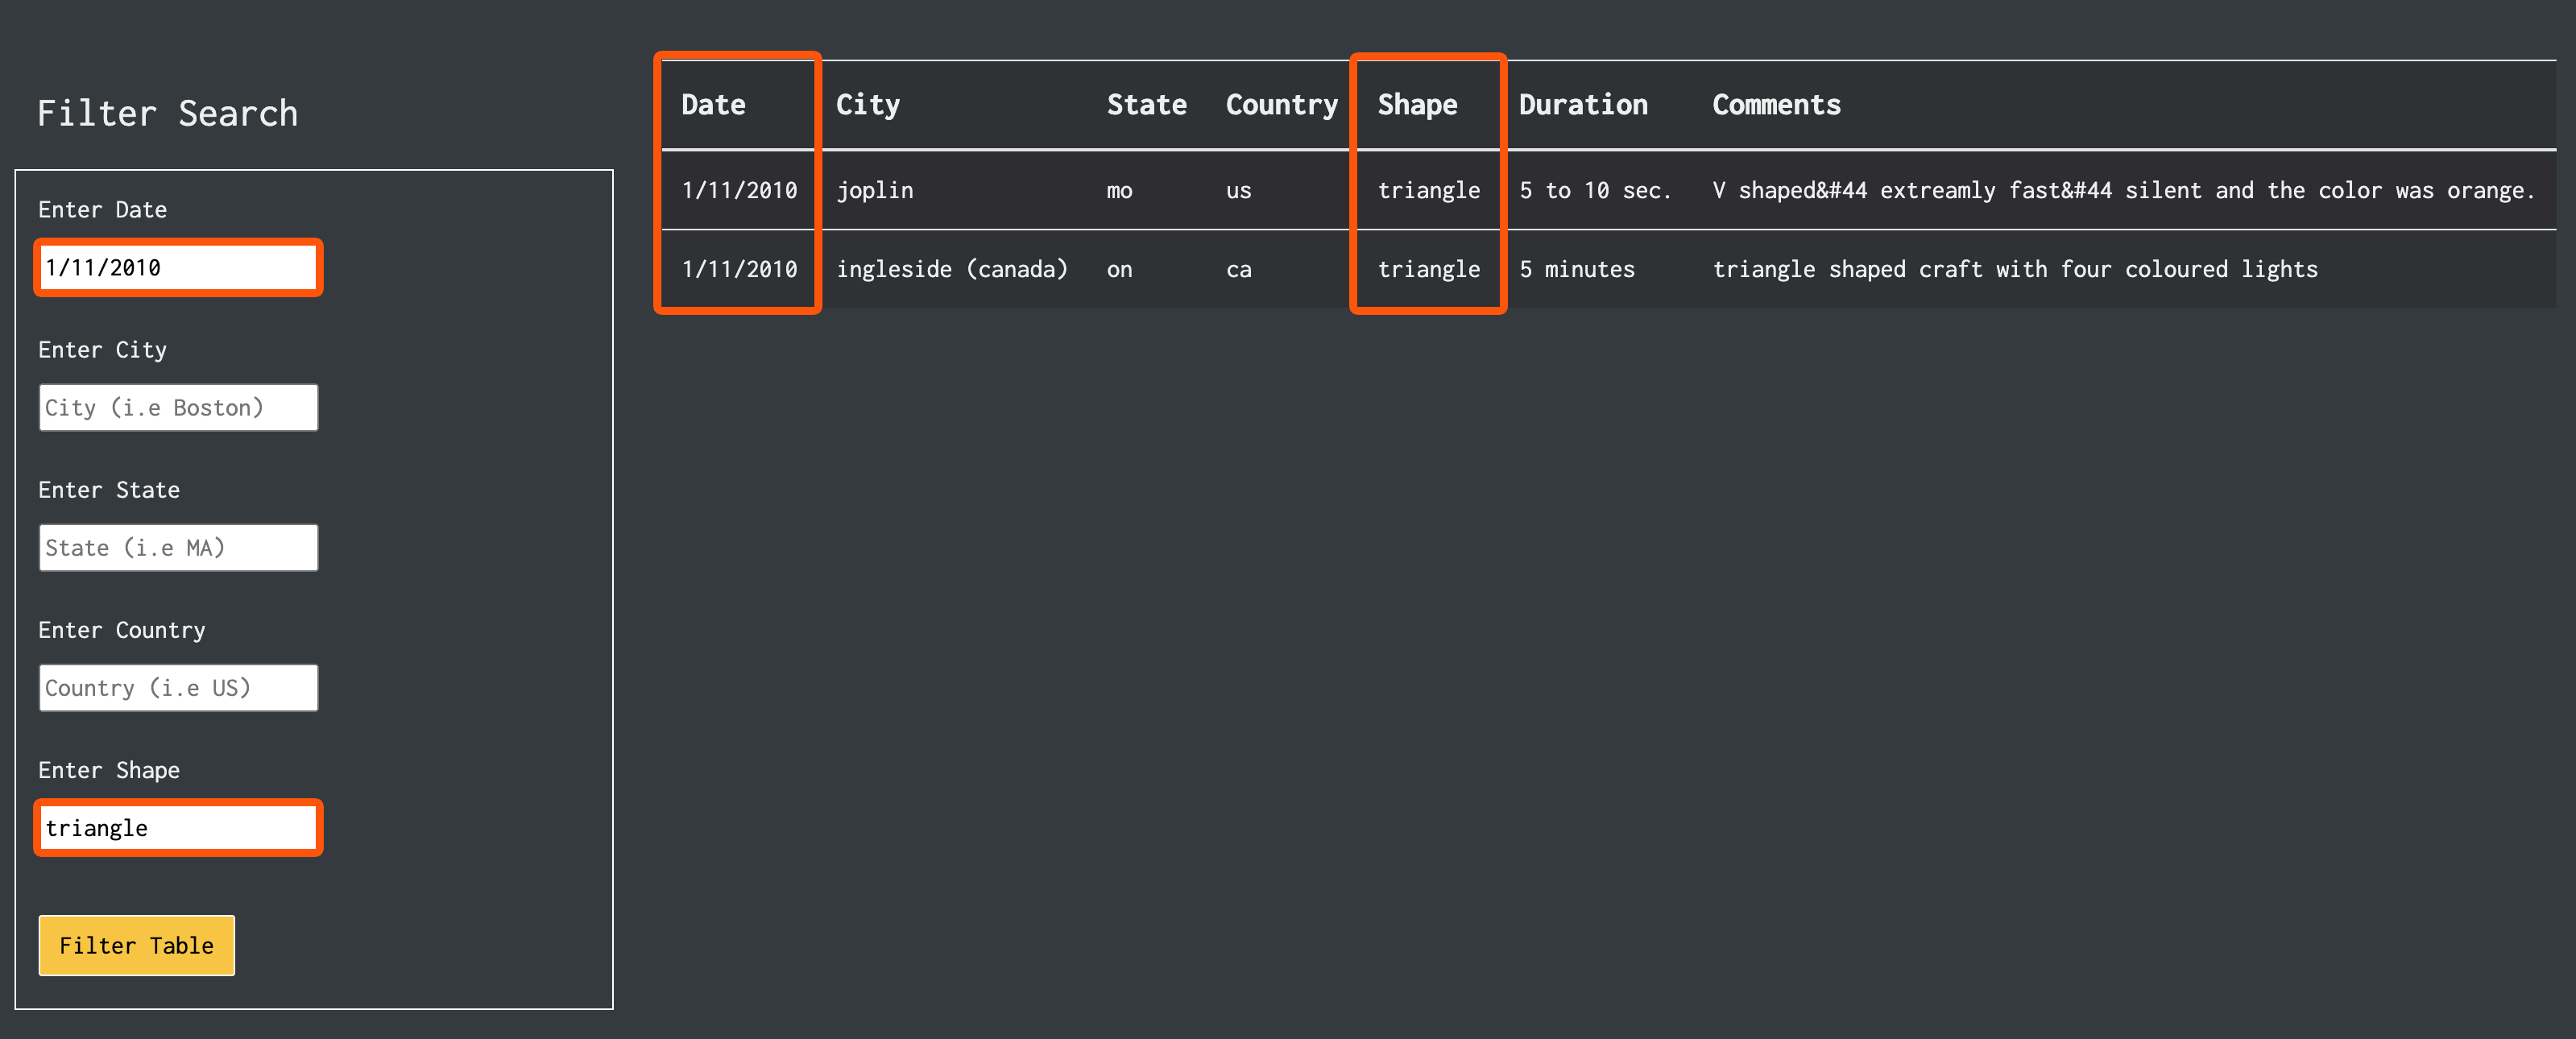 Filter Search
Enter Date
1/11/2010
Enter City
City (i.e Boston)
Enter State
State (i.e MA)
Enter Country
Country (i.e US)
Enter Shape
triangle
Filter Table
Date City State Country Shape Duration Comments
1/11/2010 joplin mo us triangle 5 to 10 sec. V shaped&#44 extreamly fast&#44 silent and the color was orange.
1/11/2010 ingleside (canada) on ca triangle 5 minutes triangle shaped craft with four coloured lights